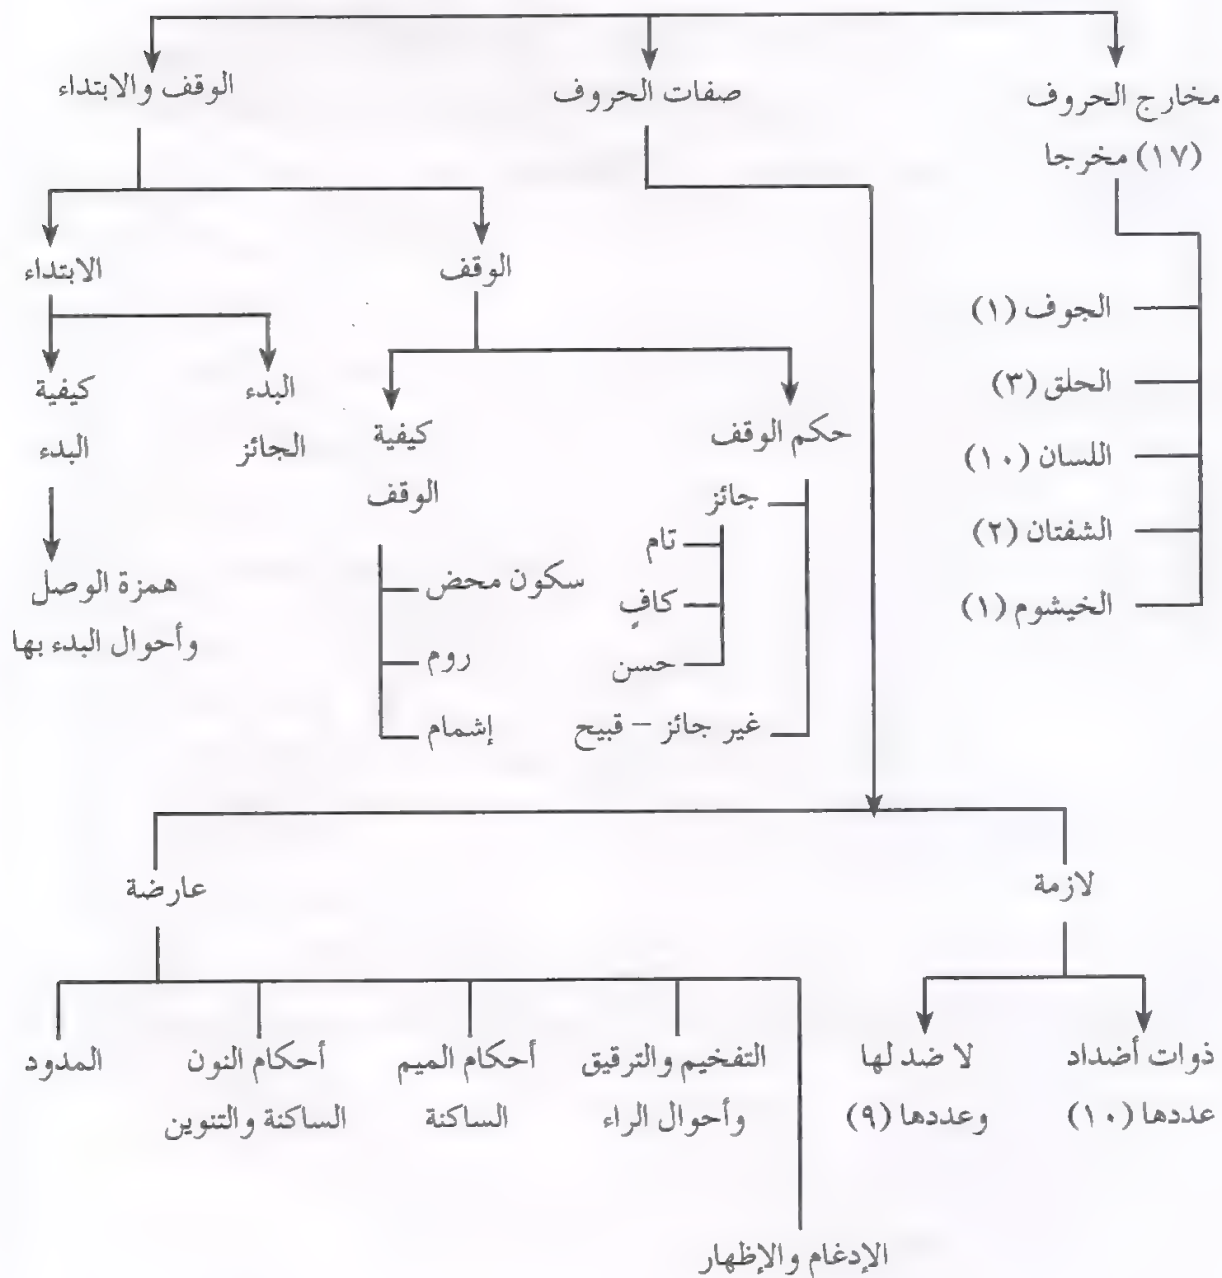 مخارج الحروف
(١٧) مخرجا
الجوف (١)
الحلق (٣)
اللسان (١٠)
الشفتان (٢)
الخيشوم (١)
صفات الحروف
الوقف والابتداء
الوقف
الابتداء
حكم الوقف
جائز
تام
كافٍ
حسن
غير جائز – قبيح
كيفية
الوقف
سكون محض
روم
إشمام
البدء
الجائز
كيفية
البدء
همزة الوصل
وأحوال البدء بها
لازمة
ذوات أضداد
عددها (١٠)
لا ضد لها
وعددها (٩)
عارضة
الإدغام والإظهار
التفخيم والترقيق
وأحوال الراء
أحكام الميم
الساكنة
أحكام النون
الساكنة والتنوين
المدود